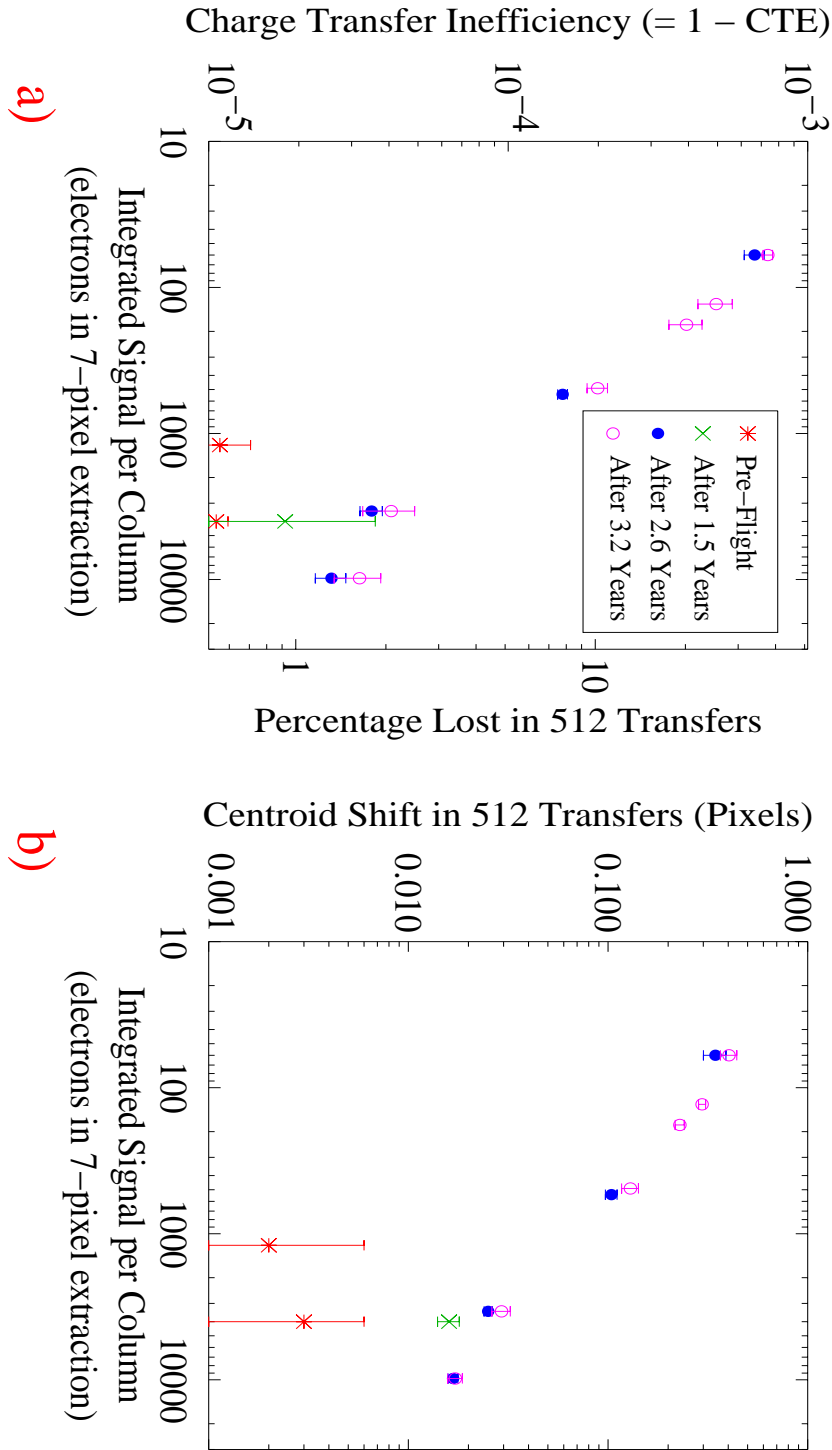 Charge Transfer Inefficiency (= 1 − CTE)
10−5
10−4
10−3
10
100
1000
10000
Integrated Signal per Column
(electrons in 7−pixel extraction)
1
10
Percentage Lost in 512 Transfers
Pre−Flight
After 1.5 Years
After 2.6 Years
After 3.2 Years
a)
Centroid Shift in 512 Transfers (Pixels)
0.001
0.010
0.100
1.000
10
100
1000
10000
Integrated Signal per Column
(electrons in 7−pixel extraction)
b)